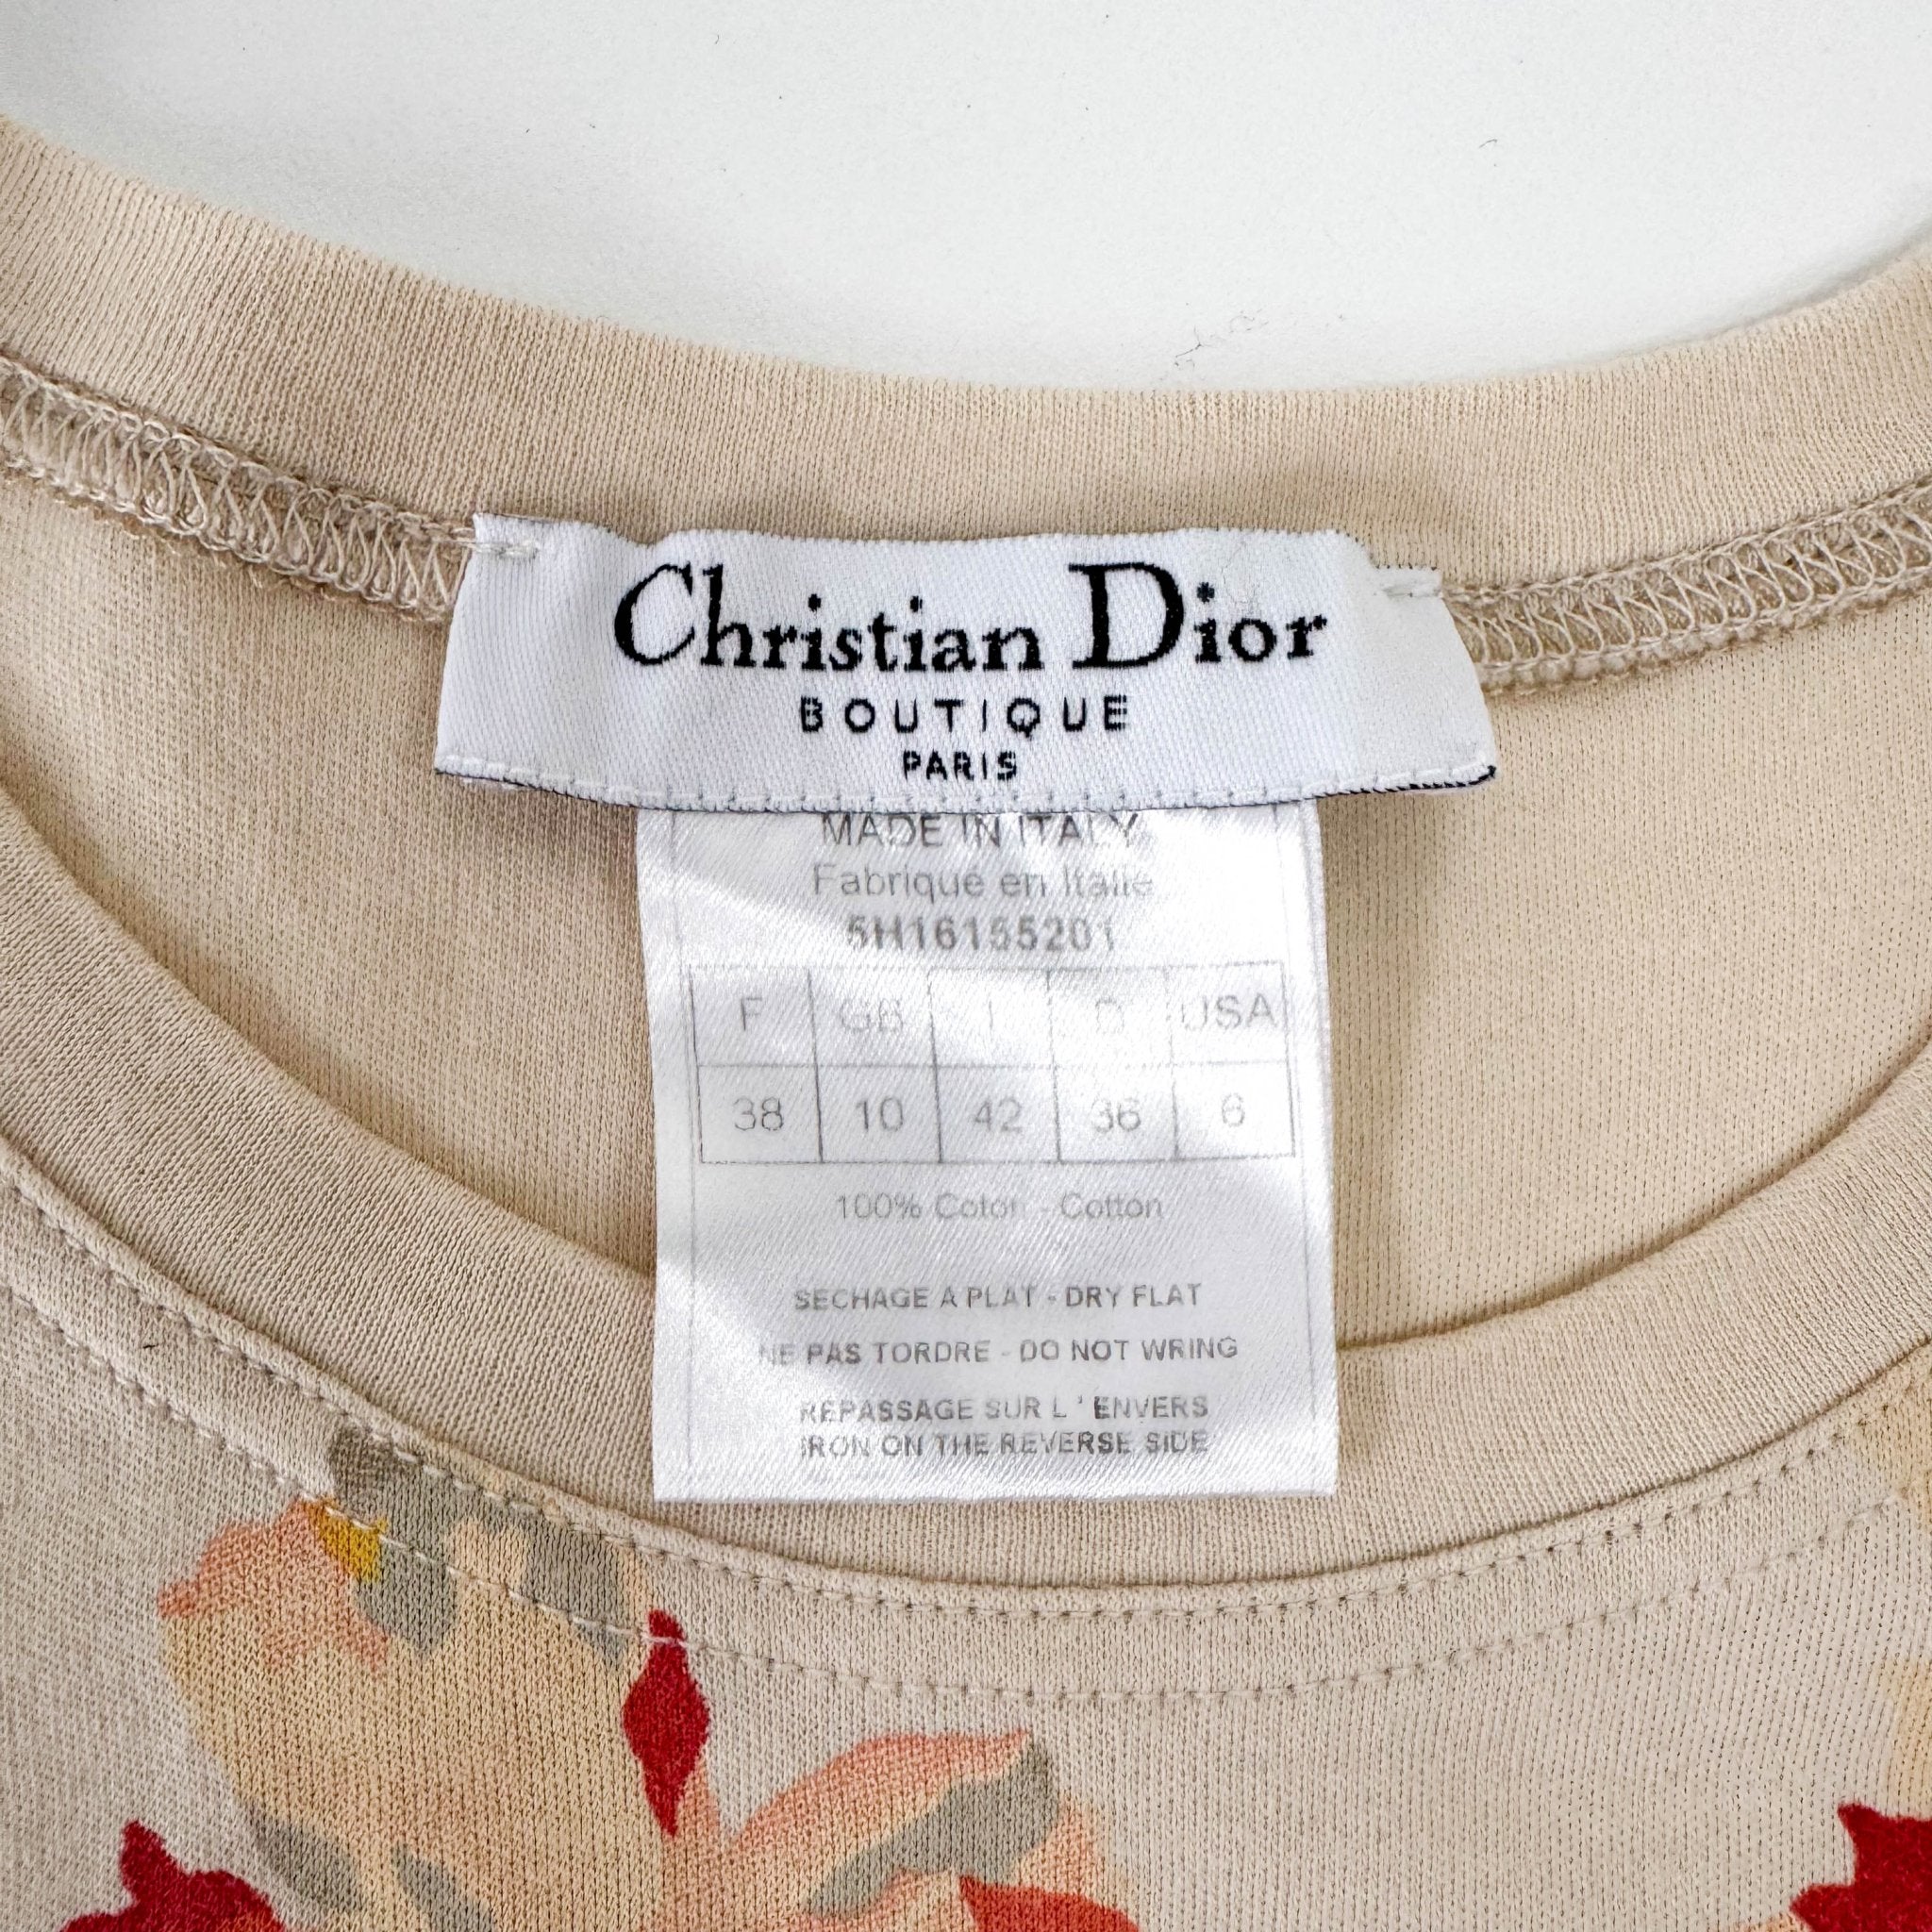 Christian Dior
BOUTIQUE
PARIS
MADE IN ITALY
Fabriqué en Italie
5H16155201
F GB I D USA
38 10 42 36 6
100% Coton - Cotton
SECHAGE A PLAT - DRY FLAT
NE PAS TORDRE - DO NOT WRING
REPASSAGE SUR L ' ENVERS
IRON ON THE REVERSE SIDE